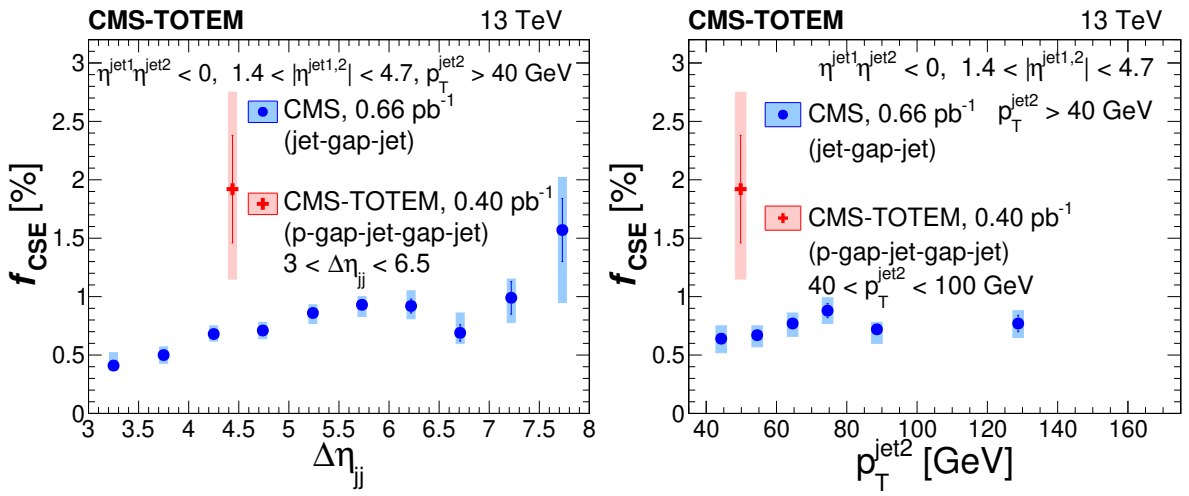 CMS-TOTEM 13 TeV
η^jet1 η^jet2 < 0, 1.4 < |η^jet1,2| < 4.7, p_T^jet2 > 40 GeV
CMS, 0.66 pb^-1
(jet-gap-jet)
CMS-TOTEM, 0.40 pb^-1
(p-gap-jet-gap-jet)
3 < Δη_jj < 6.5
f_CSE [%]
3
2.5
2
1.5
1
0.5
0
3 3.5 4 4.5 5 5.5 6 6.5 7 7.5 8
Δη_jj
CMS-TOTEM 13 TeV
η^jet1 η^jet2 < 0, 1.4 < |η^jet1,2| < 4.7
CMS, 0.66 pb^-1 p_T^jet2 > 40 GeV
(jet-gap-jet)
CMS-TOTEM, 0.40 pb^-1
(p-gap-jet-gap-jet)
40 < p_T^jet2 < 100 GeV
f_CSE [%]
3
2.5
2
1.5
1
0.5
0
40 60 80 100 120 140 160
p_T^jet2 [GeV]